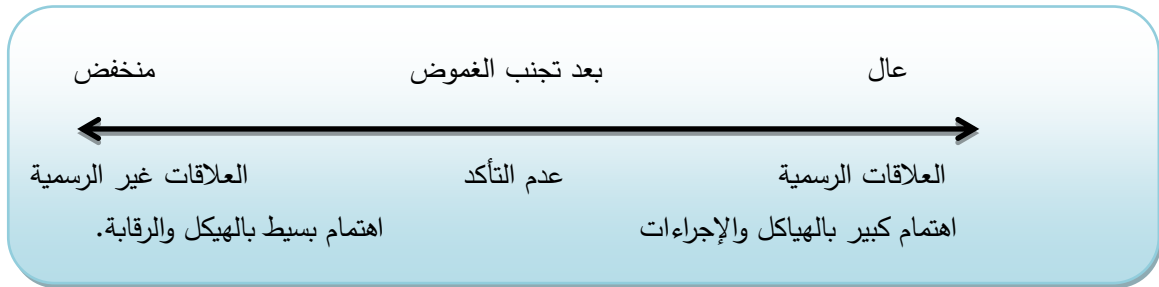 عال بعد تجنب الغموض منخفض
العلاقات الرسمية عدم التأكد العلاقات غير الرسمية
اهتمام كبير بالهياكل والإجراءات اهتمام بسيط بالهيكل والرقابة.